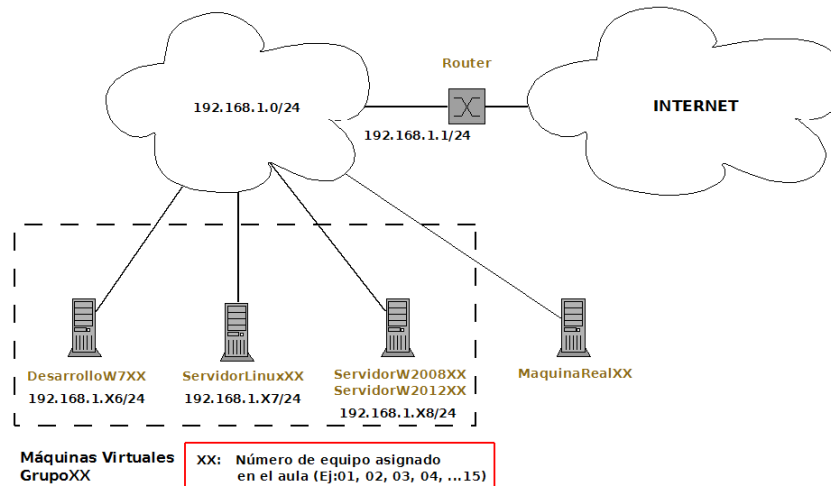 Router
192.168.1.0/24
INTERNET
192.168.1.1/24
DesarrolloW7XX
192.168.1.X6/24
ServidorLinuxXX
192.168.1.X7/24
ServidorW2008XX
ServidorW2012XX
192.168.1.X8/24
MaquinaRealXX
Máquinas Virtuales
GrupoXX
XX: Número de equipo asignado
en el aula (Ej:01, 02, 03, 04, ...15)